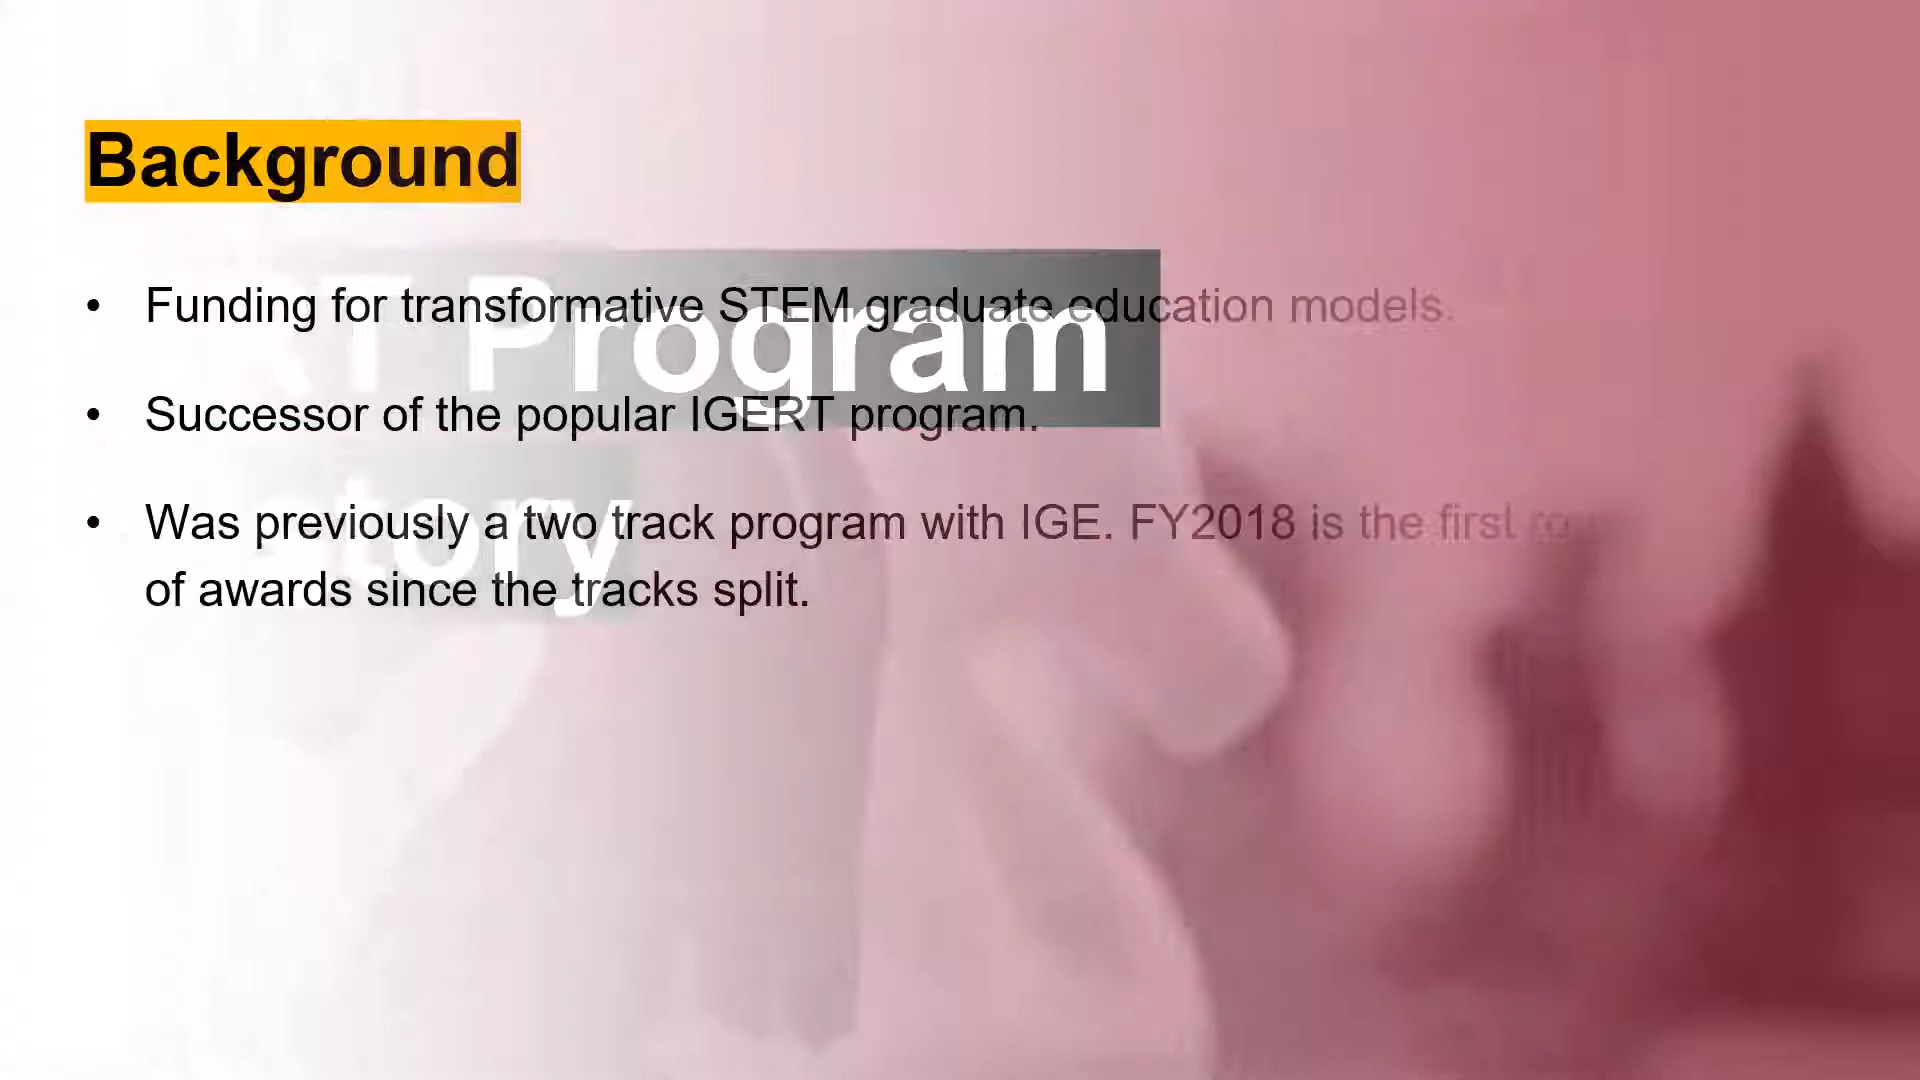 Background
• Funding for transformative STEM graduate education models.
T Program
• Successor of the popular IGERT program.
• Was previously a two track program with IGE. FY2018 is the first
story
of awards since the tracks split.